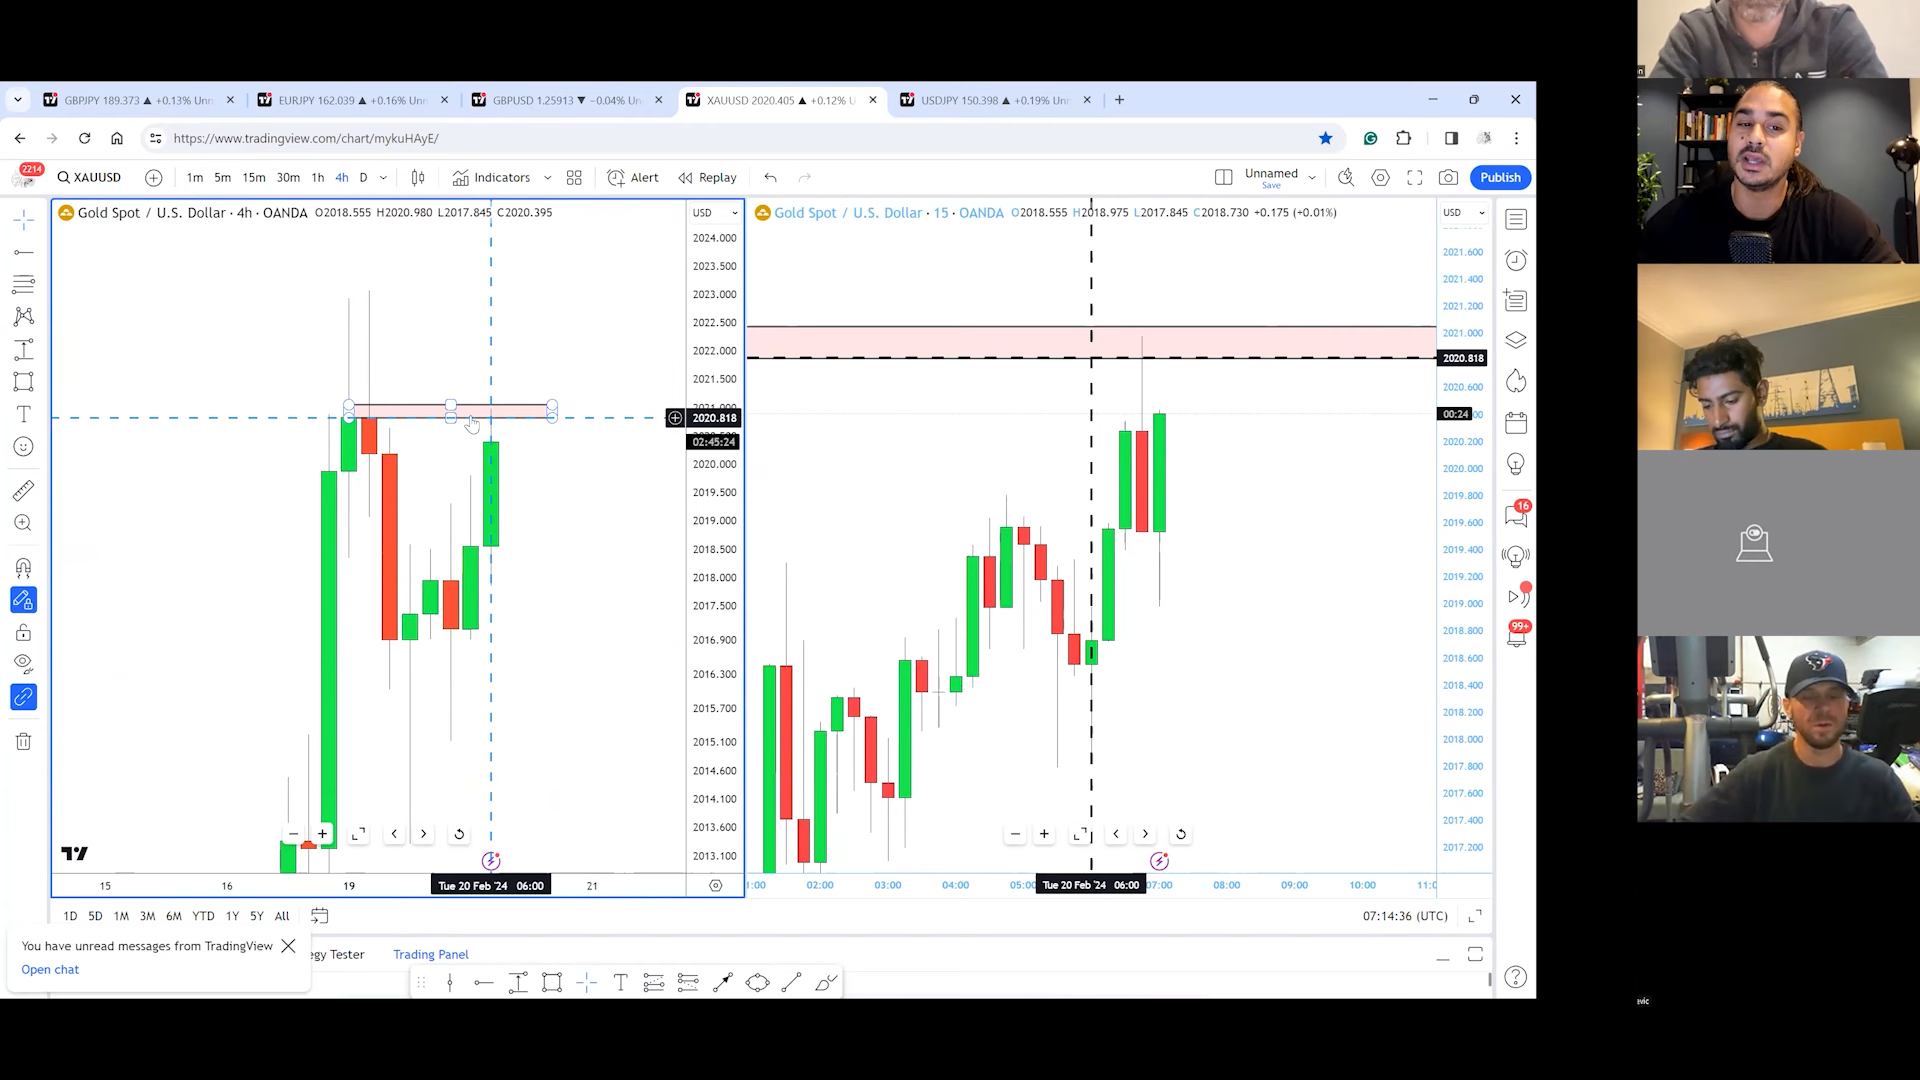 GBPJPY 189.373 ▲ +0.13% Unn
EURJPY 162.039 ▲ +0.16% Unn
GBPUSD 1.25913 ▼ −0.04% Un
XAUUSD 2020.405 ▲ +0.12% U
USDJPY 150.398 ▲ +0.19% Unn
https://www.tradingview.com/chart/mykuHAyE/
2214
XAUUSD
1m 5m 15m 30m 1h 4h D
Indicators
Alert
Replay
Unnamed
Save
Publish
Gold Spot / U.S. Dollar · 4h · OANDA O2018.555 H2020.980 L2017.845 C2020.395
USD
2024.000
2023.500
2023.000
2022.500
2022.000
2021.500
2020.818
02:45:24
2020.000
2019.500
2019.000
2018.500
2018.000
2017.500
2016.900
2016.300
2015.700
2015.100
2014.600
2014.100
2013.600
2013.100
15 16 19 Tue 20 Feb '24 06:00 21
Gold Spot / U.S. Dollar · 15 · OANDA O2018.555 H2018.975 L2017.845 C2018.730 +0.175 (+0.01%)
USD
2021.600
2021.400
2021.200
2021.000
2020.818
2020.600
00:24
2020.200
2020.000
2019.800
2019.600
2019.400
2019.200
2019.000
2018.800
2018.600
2018.400
2018.200
2018.000
2017.800
2017.600
2017.400
2017.200
02:00 03:00 04:00 05:00 Tue 20 Feb '24 06:00 07:00 08:00 09:00 10:00
16
99+
1D 5D 1M 3M 6M YTD 1Y 5Y All
07:14:36 (UTC)
You have unread messages from TradingView
Open chat
egy Tester
Trading Panel
evic